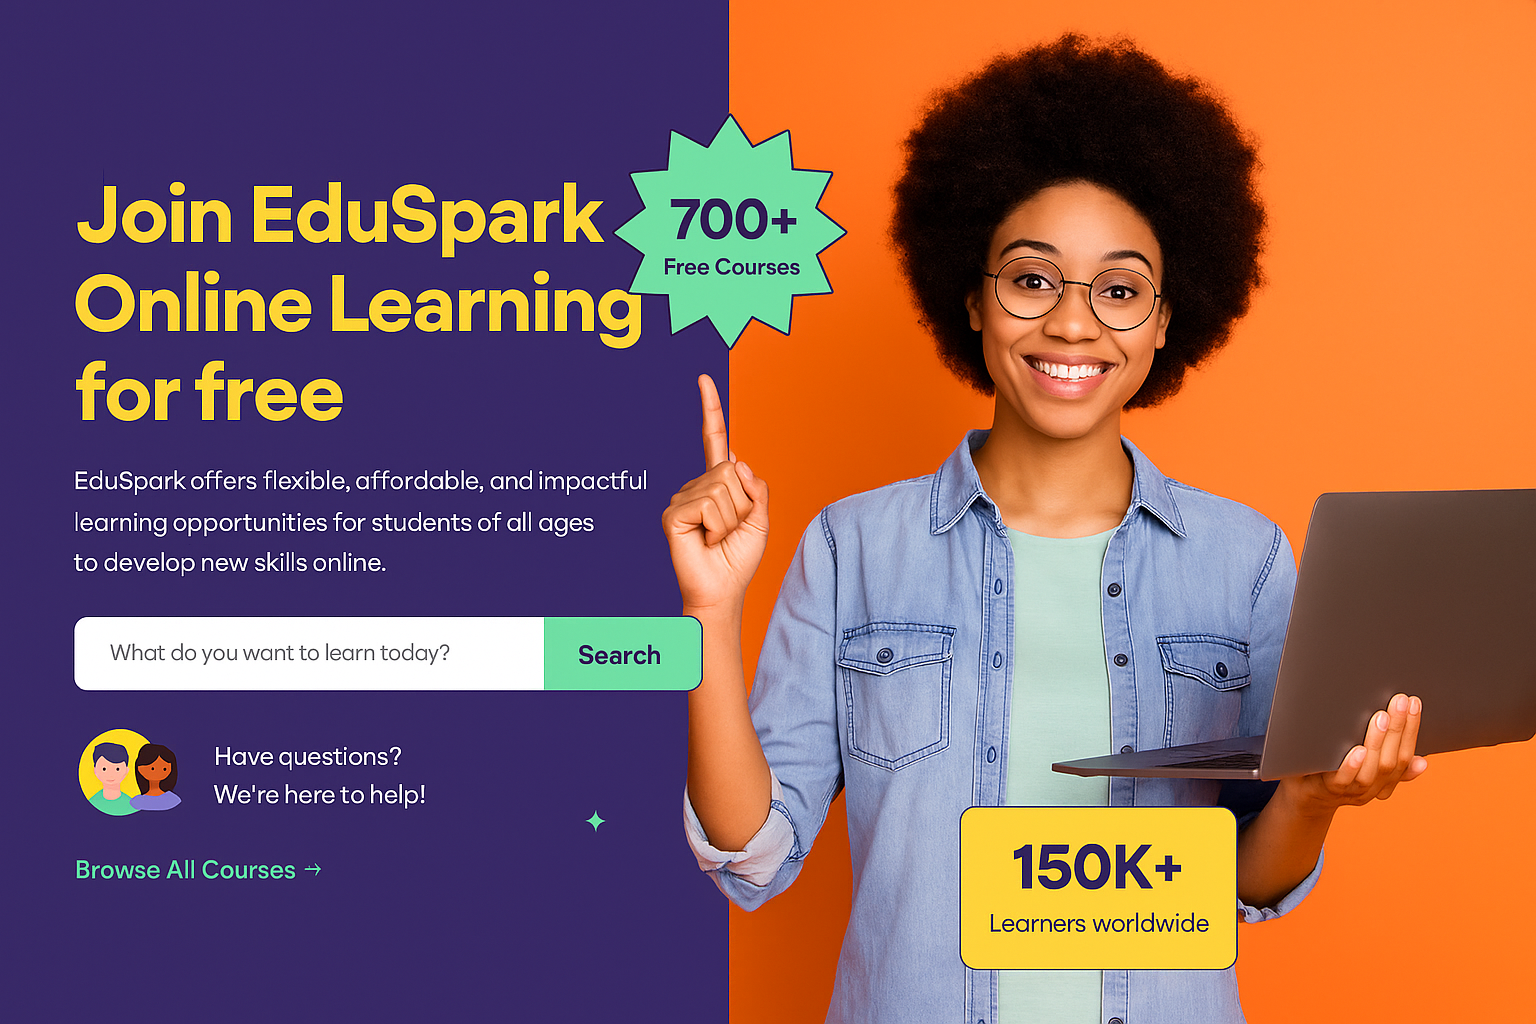 Join EduSpark
Online Learning
for free
700+
Free Courses
EduSpark offers flexible, affordable, and impactful
learning opportunities for students of all ages
to develop new skills online.
What do you want to learn today?
Search
Have questions?
We're here to help!
Browse All Courses →
150K+
Learners worldwide